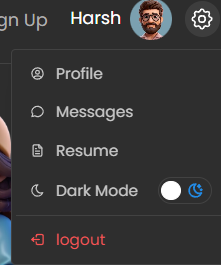 gn Up Harsh
Profile
Messages
Resume
Dark Mode
logout